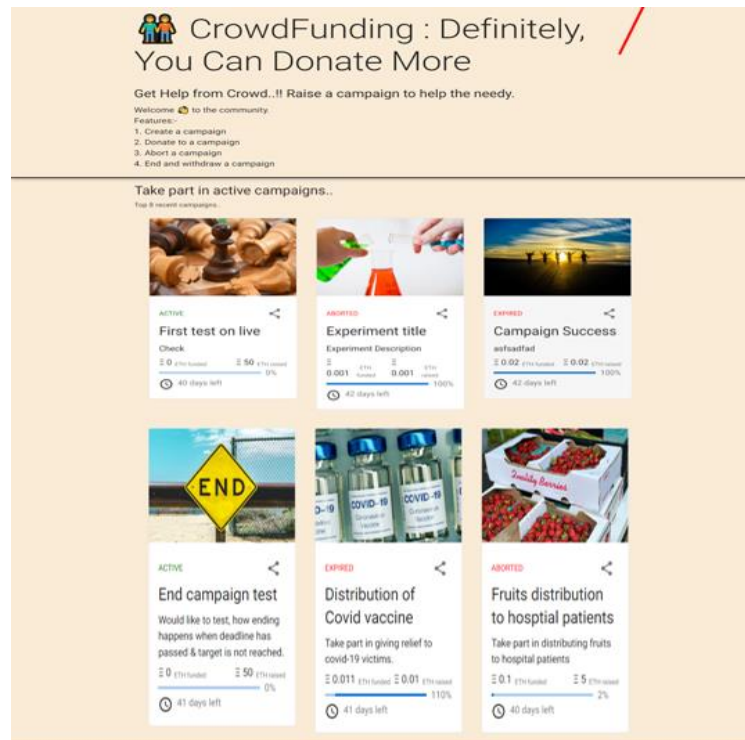 CrowdFunding : Definitely,
You Can Donate More
Get Help from Crowd..!! Raise a campaign to help the needy.
Welcome to the community.
Features:-
1. Create a campaign
2. Donate to a campaign
3. Abort a campaign
4. End and withdraw a campaign
Take part in active campaigns..
Top 8 recent campaigns..
ACTIVE
First test on live
Check
Ξ 0 ETH funded Ξ 50 ETH raised
0%
40 days left
ABORTED
Experiment title
Experiment Description
Ξ 0.001 ETH funded Ξ 0.001 ETH raised
100%
42 days left
EXPIRED
Campaign Success
asfsadfad
Ξ 0.02 ETH funded Ξ 0.02 ETH raised
100%
42 days left
END
ACTIVE
End campaign test
Would like to test, how ending
happens when deadline has
passed & target is not reached.
Ξ 0 ETH funded Ξ 50 ETH raised
0%
41 days left
COVID-19
Vaccine
COVID-19
EXPIRED
Distribution of
Covid vaccine
Take part in giving relief to
covid-19 victims.
Ξ 0.011 ETH funded Ξ 0.01 ETH raised
110%
41 days left
Berries
ABORTED
Fruits distribution
to hosptial patients
Take part in distributing fruits
to hospital patients
Ξ 0.1 ETH funded Ξ 5 ETH raised
2%
40 days left